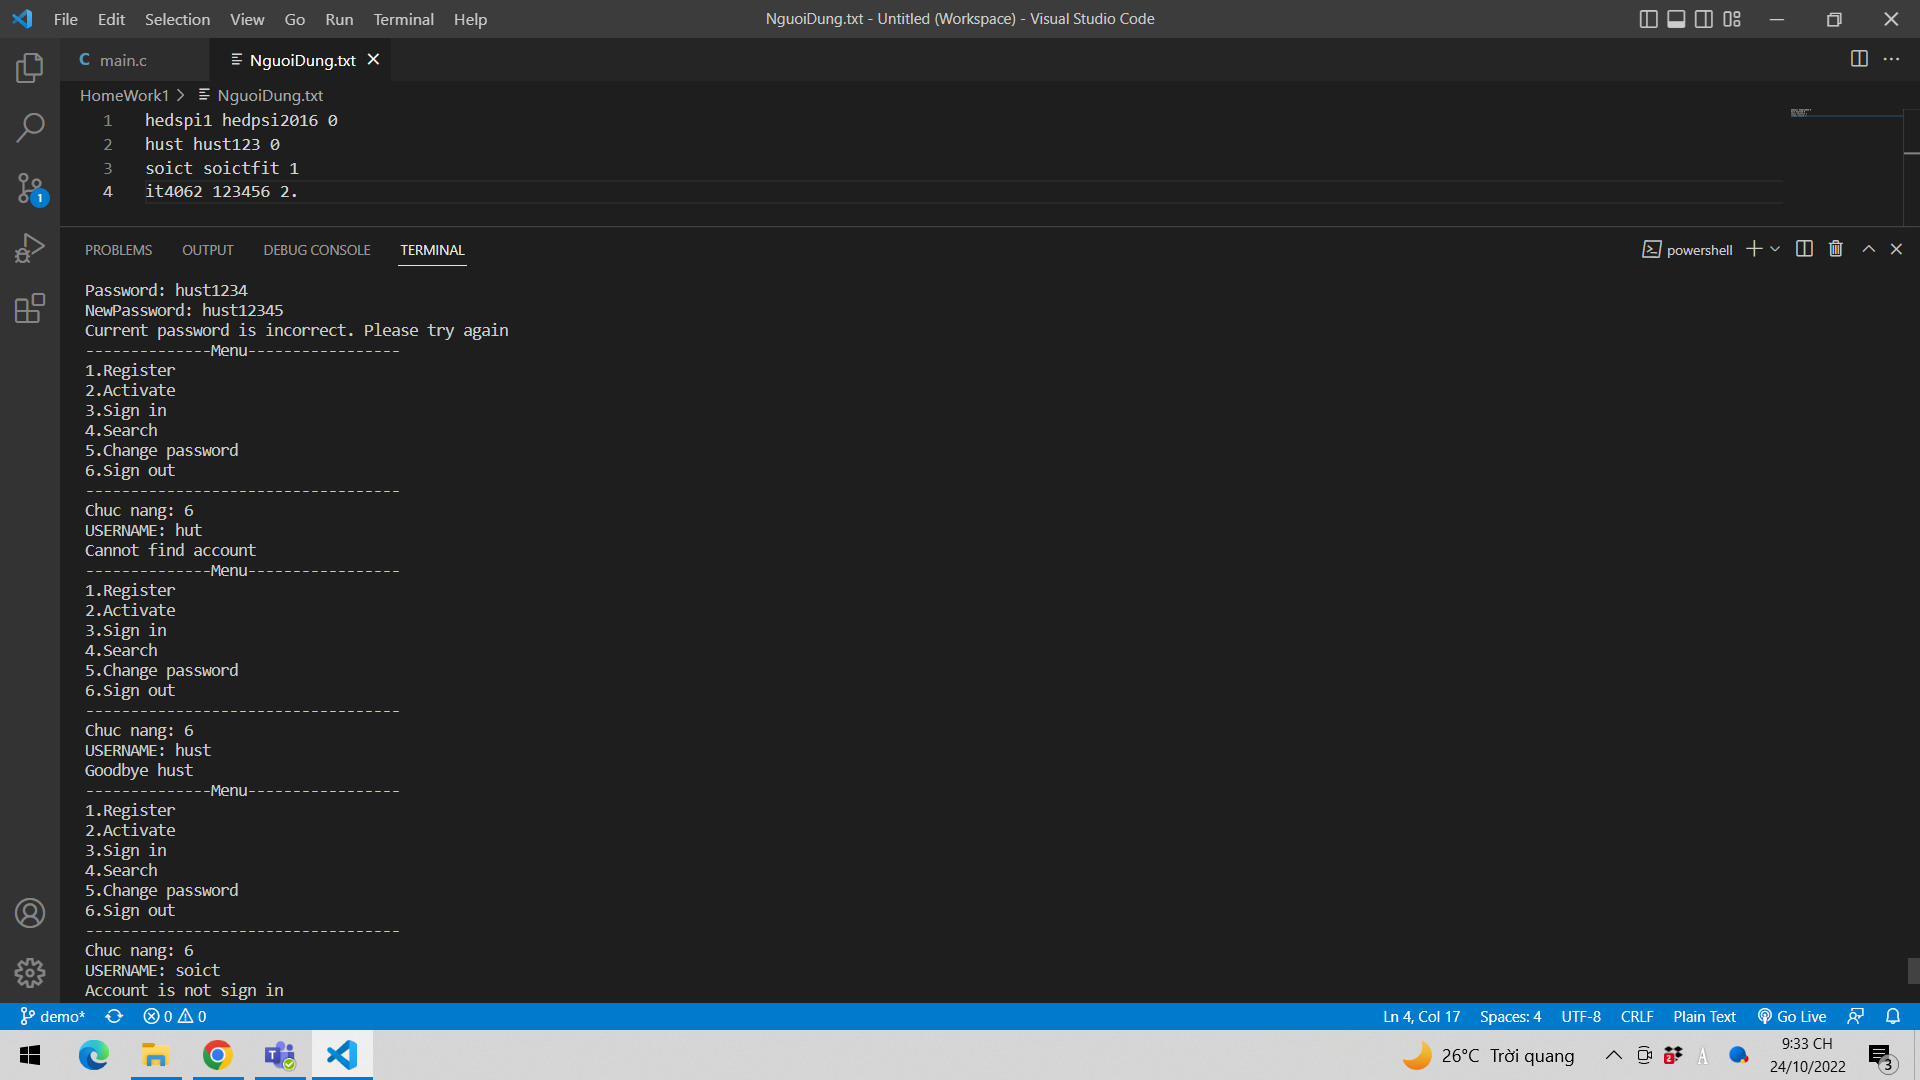 File Edit Selection View Go Run Terminal Help NguoiDung.txt - Untitled (Workspace) - Visual Studio Code
C main.c NguoiDung.txt
HomeWork1 > NguoiDung.txt
1 hedspi1 hedpsi2016 0
2 hust hust123 0
3 soict soictfit 1
4 it4062 123456 2.
1
PROBLEMS OUTPUT DEBUG CONSOLE TERMINAL powershell
Password: hust1234
NewPassword: hust12345
Current password is incorrect. Please try again
--------------Menu-----------------
1.Register
2.Activate
3.Sign in
4.Search
5.Change password
6.Sign out
-----------------------------------
Chuc nang: 6
USERNAME: hut
Cannot find account
--------------Menu-----------------
1.Register
2.Activate
3.Sign in
4.Search
5.Change password
6.Sign out
-----------------------------------
Chuc nang: 6
USERNAME: hust
Goodbye hust
--------------Menu-----------------
1.Register
2.Activate
3.Sign in
4.Search
5.Change password
6.Sign out
-----------------------------------
Chuc nang: 6
USERNAME: soict
Account is not sign in
demo* 0 0 Ln 4, Col 17 Spaces: 4 UTF-8 CRLF Plain Text Go Live
26°C Trời quang 2 A 9:33 CH
24/10/2022 3